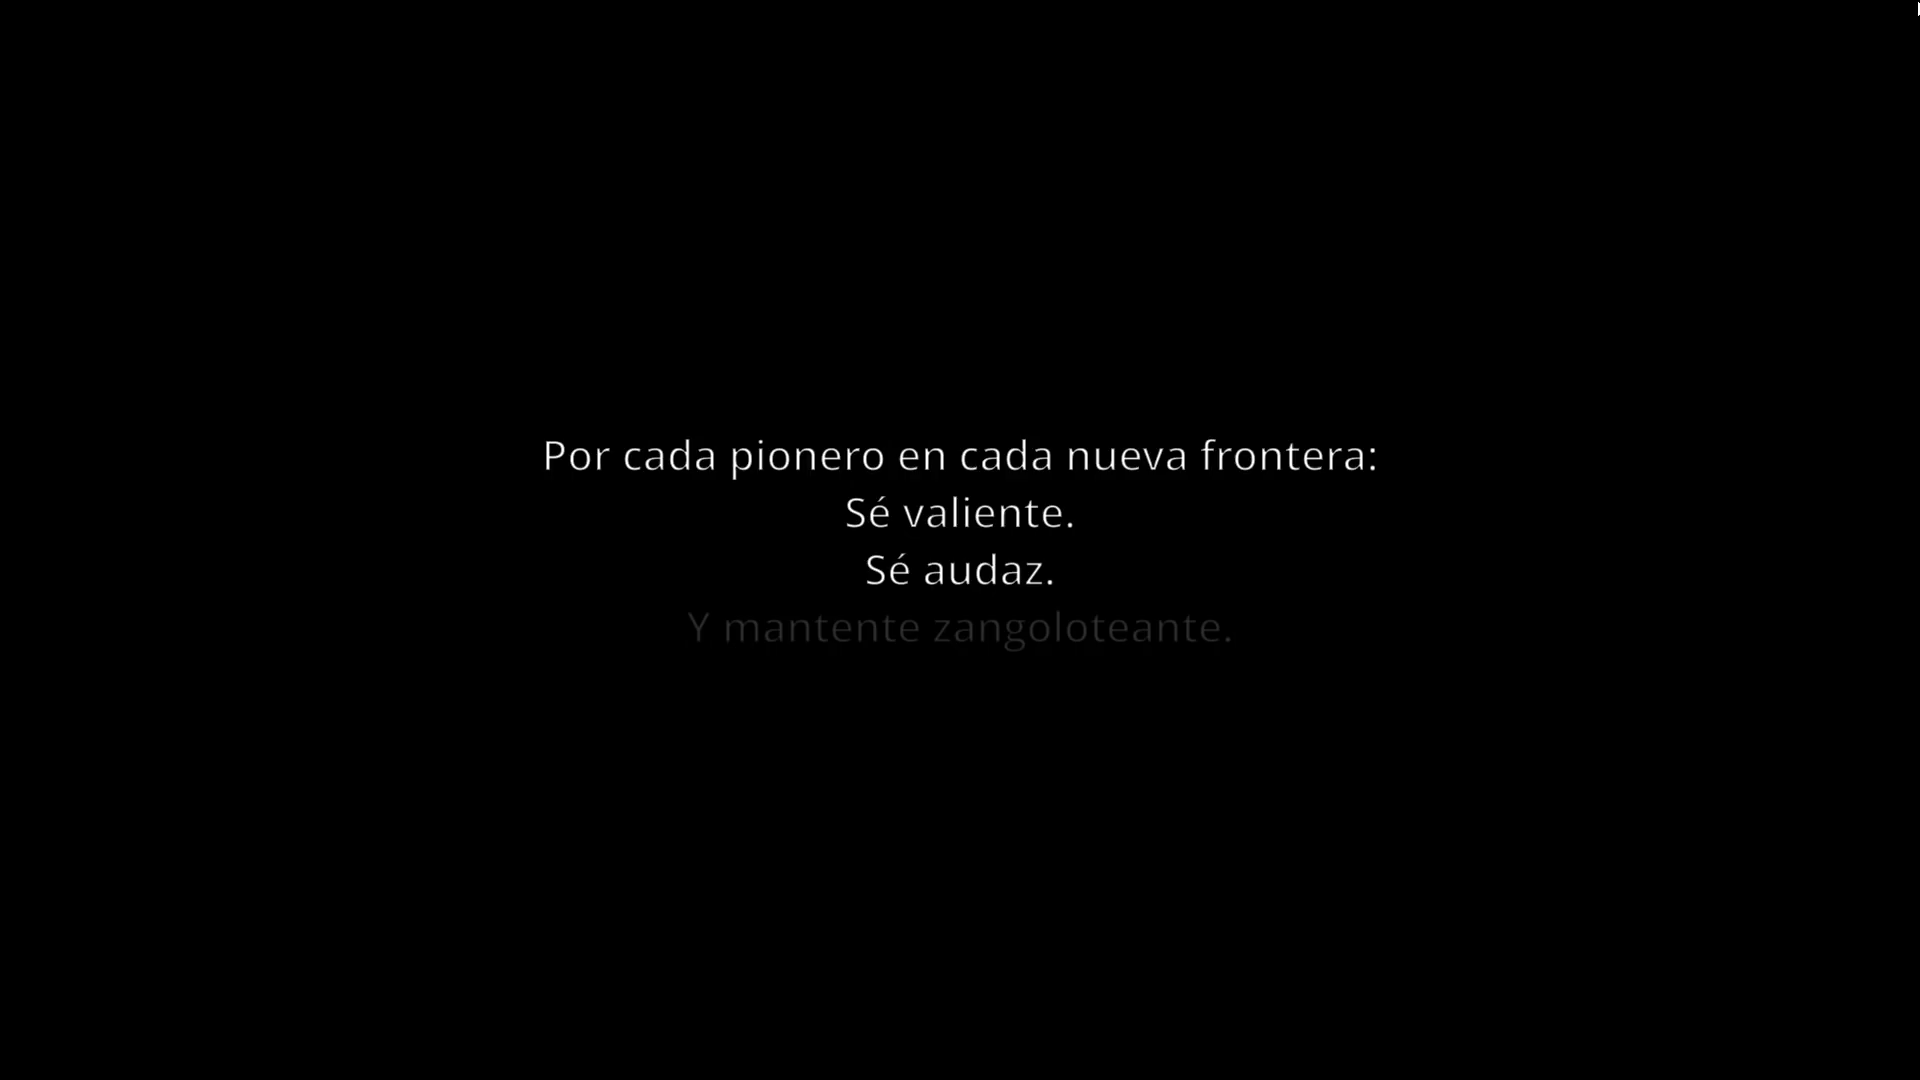 Por cada pionero en cada nueva frontera:
Sé valiente.
Sé audaz.
Y mantente zangoloteante.